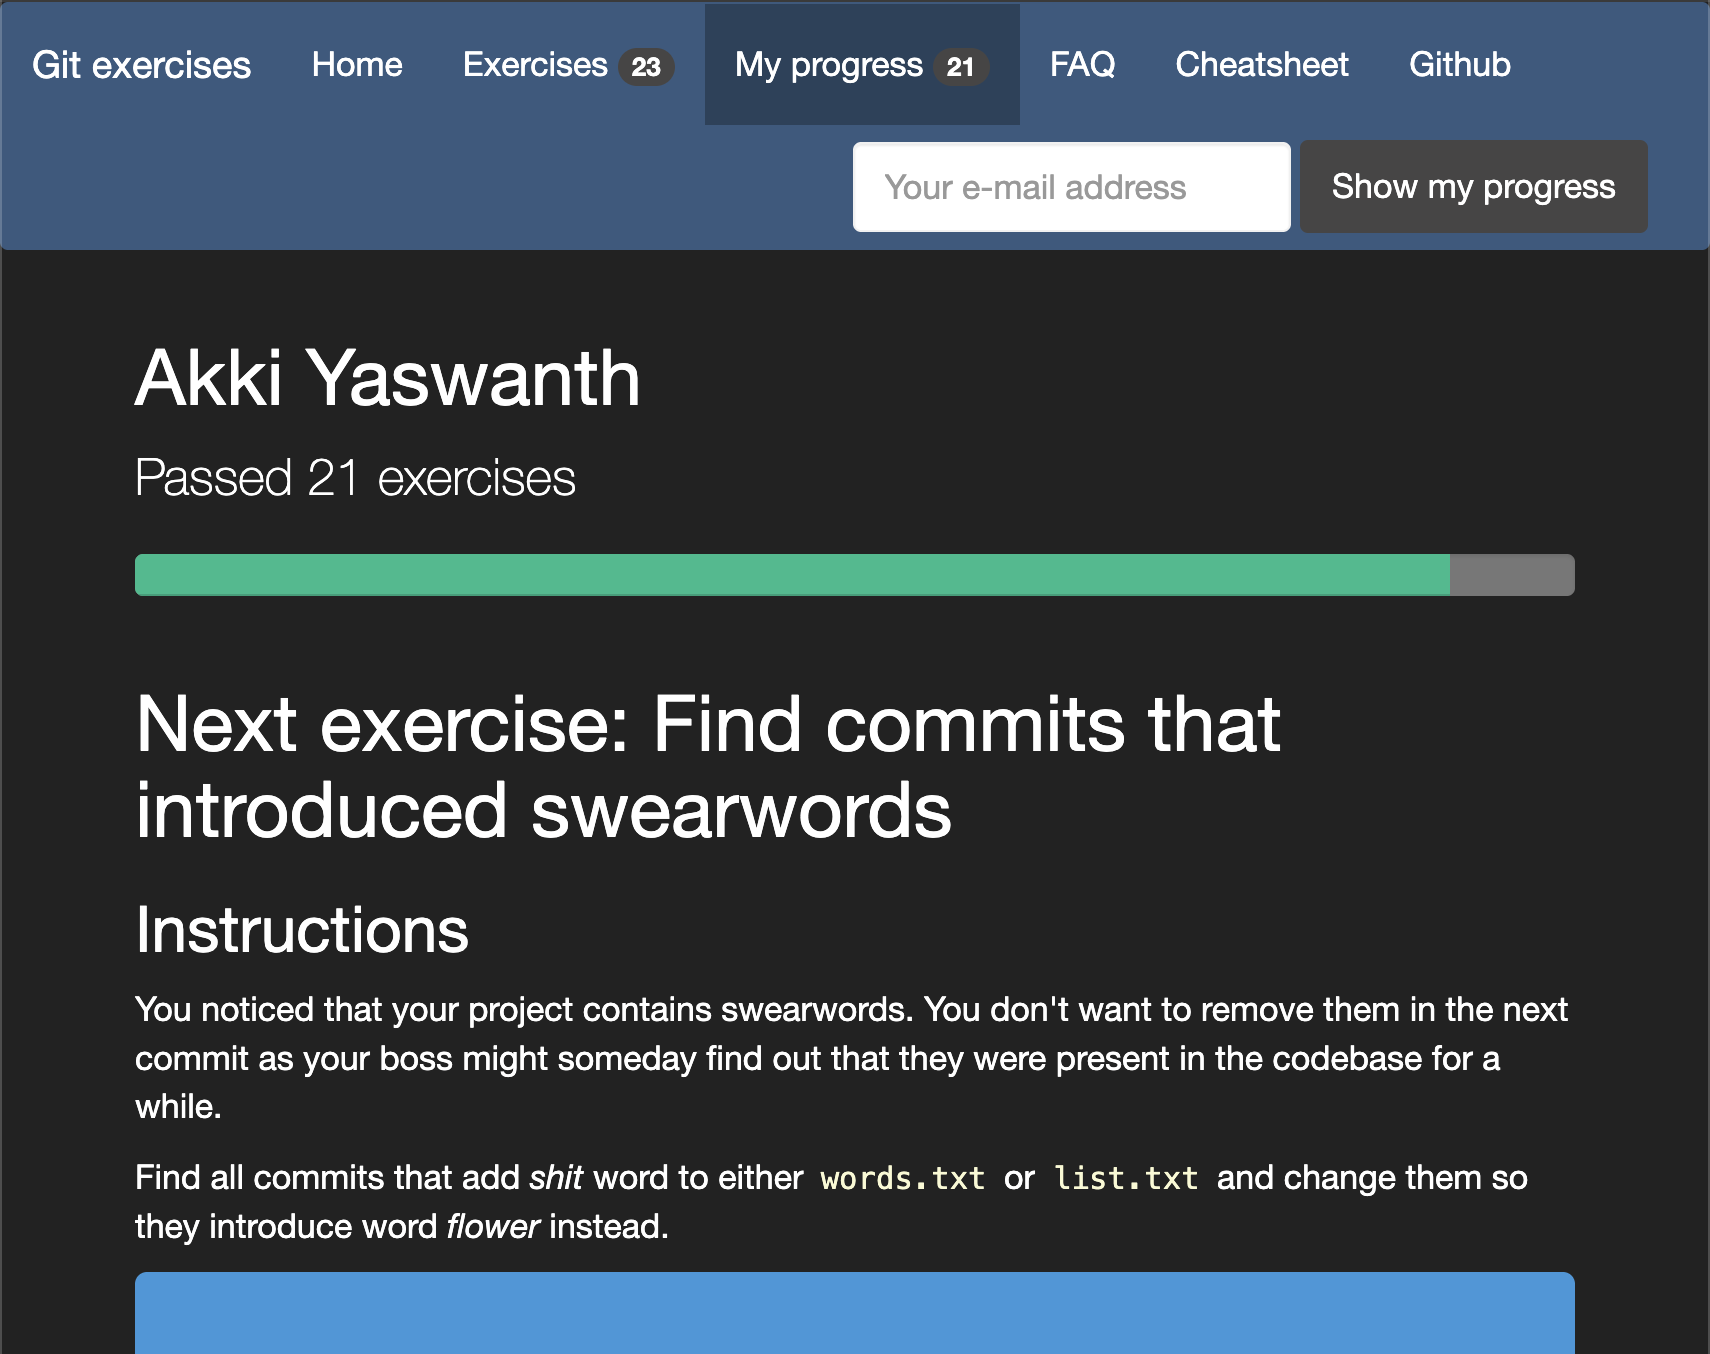 Git exercises Home Exercises 23 My progress 21 FAQ Cheatsheet Github
Your e-mail address Show my progress
Akki Yaswanth
Passed 21 exercises
Next exercise: Find commits that
introduced swearwords
Instructions
You noticed that your project contains swearwords. You don't want to remove them in the next
commit as your boss might someday find out that they were present in the codebase for a
while.
Find all commits that add shit word to either words.txt or list.txt and change them so
they introduce word flower instead.